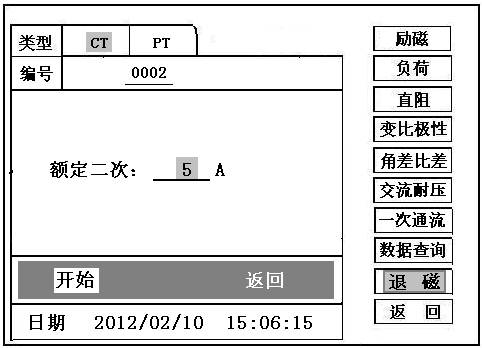 类型 CT PT
编号 0002
额定二次： 5 A
开始 返回
日期 2012/02/10 15:06:15
励磁
负荷
直阻
变比极性
角差比差
交流耐压
一次通流
数据查询
退 磁
返 回